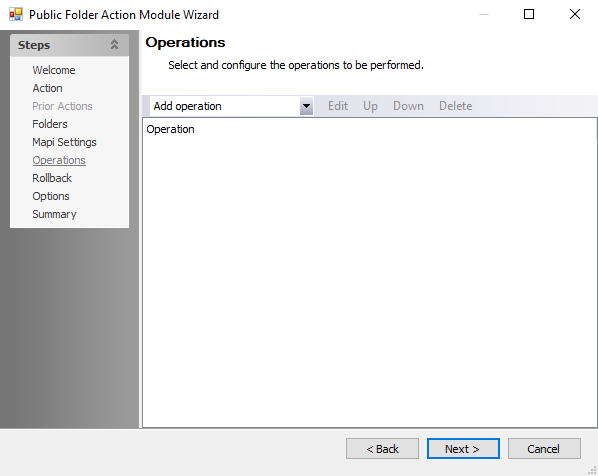 Public Folder Action Module Wizard
Steps
Welcome
Action
Prior Actions
Folders
Mapi Settings
Operations
Rollback
Options
Summary
Operations
Select and configure the operations to be performed.
Add operation Edit Up Down Delete
Operation
< Back Next > Cancel